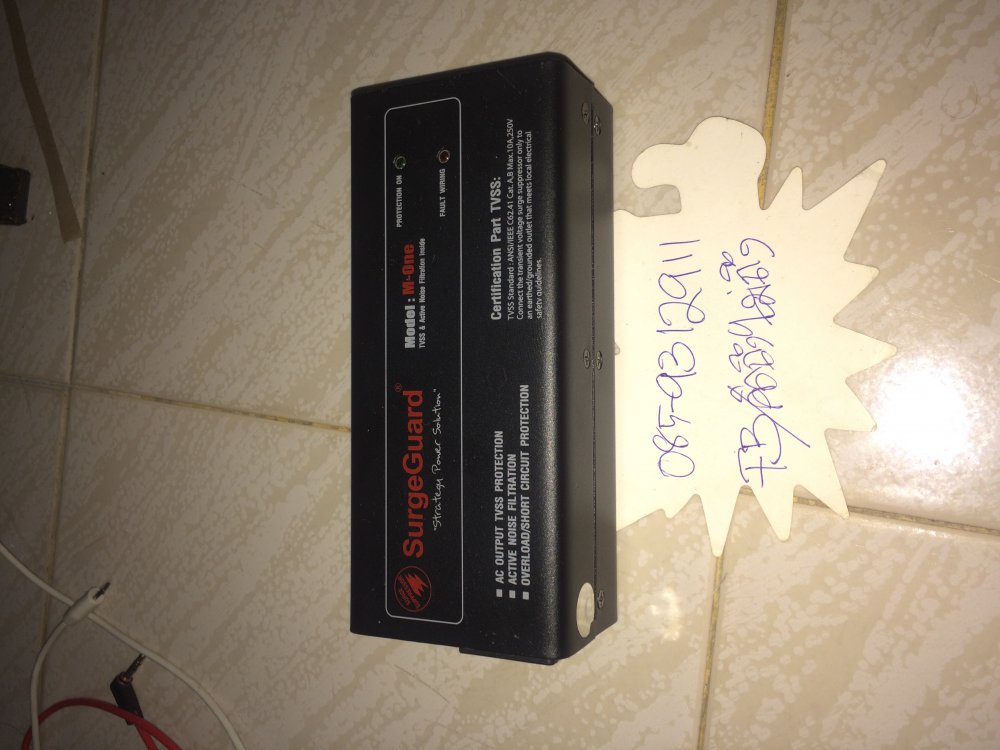 SurgeGuard®
"Strategy Power Solution"
Model : M-One
TVSS & Active Noise Filtration Inside
PROTECTION ON
FAULT WIRING
■ AC OUTPUT TVSS PROTECTION
■ ACTIVE NOISE FILTRATION
■ OVERLOAD/SHORT CIRCUIT PROTECTION
Certification Part TVSS:
TVSS Standard : ANSI/IEEE C62.41 Cat. A,B Max.10A,250V
Connect the transient voltage surge suppressor only to
an earthed/grounded outlet that meets local electrical
safety guidelines.
085-9312911